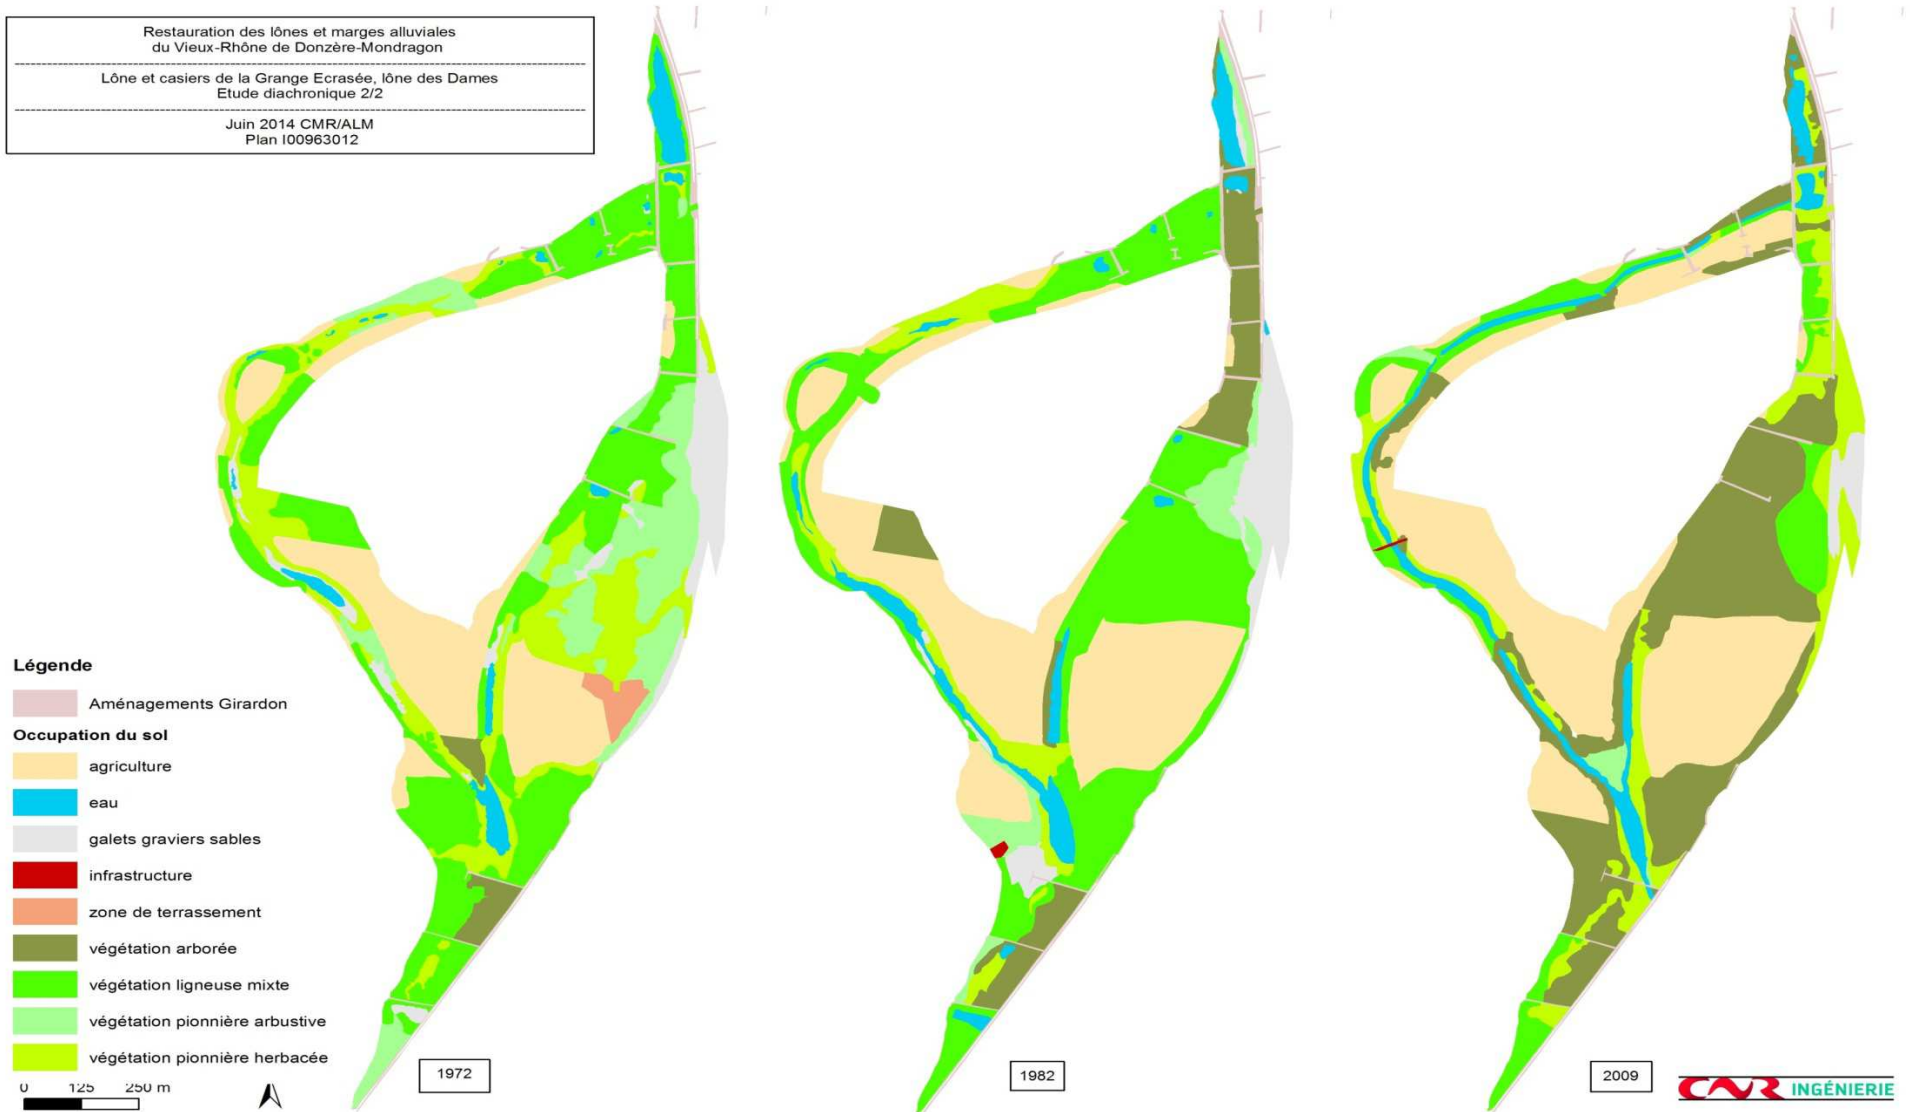 Restauration des lônes et marges alluviales
du Vieux-Rhône de Donzère-Mondragon
Lône et casiers de la Grange Ecrasée, lône des Dames
Etude diachronique 2/2
Juin 2014 CMR/ALM
Plan I00963012
Légende
Aménagements Girardon
Occupation du sol
agriculture
eau
galets graviers sables
infrastructure
zone de terrassement
végétation arborée
végétation ligneuse mixte
végétation pionnière arbustive
végétation pionnière herbacée
0 125 250 m
1972
1982
2009
CNR INGÉNIERIE